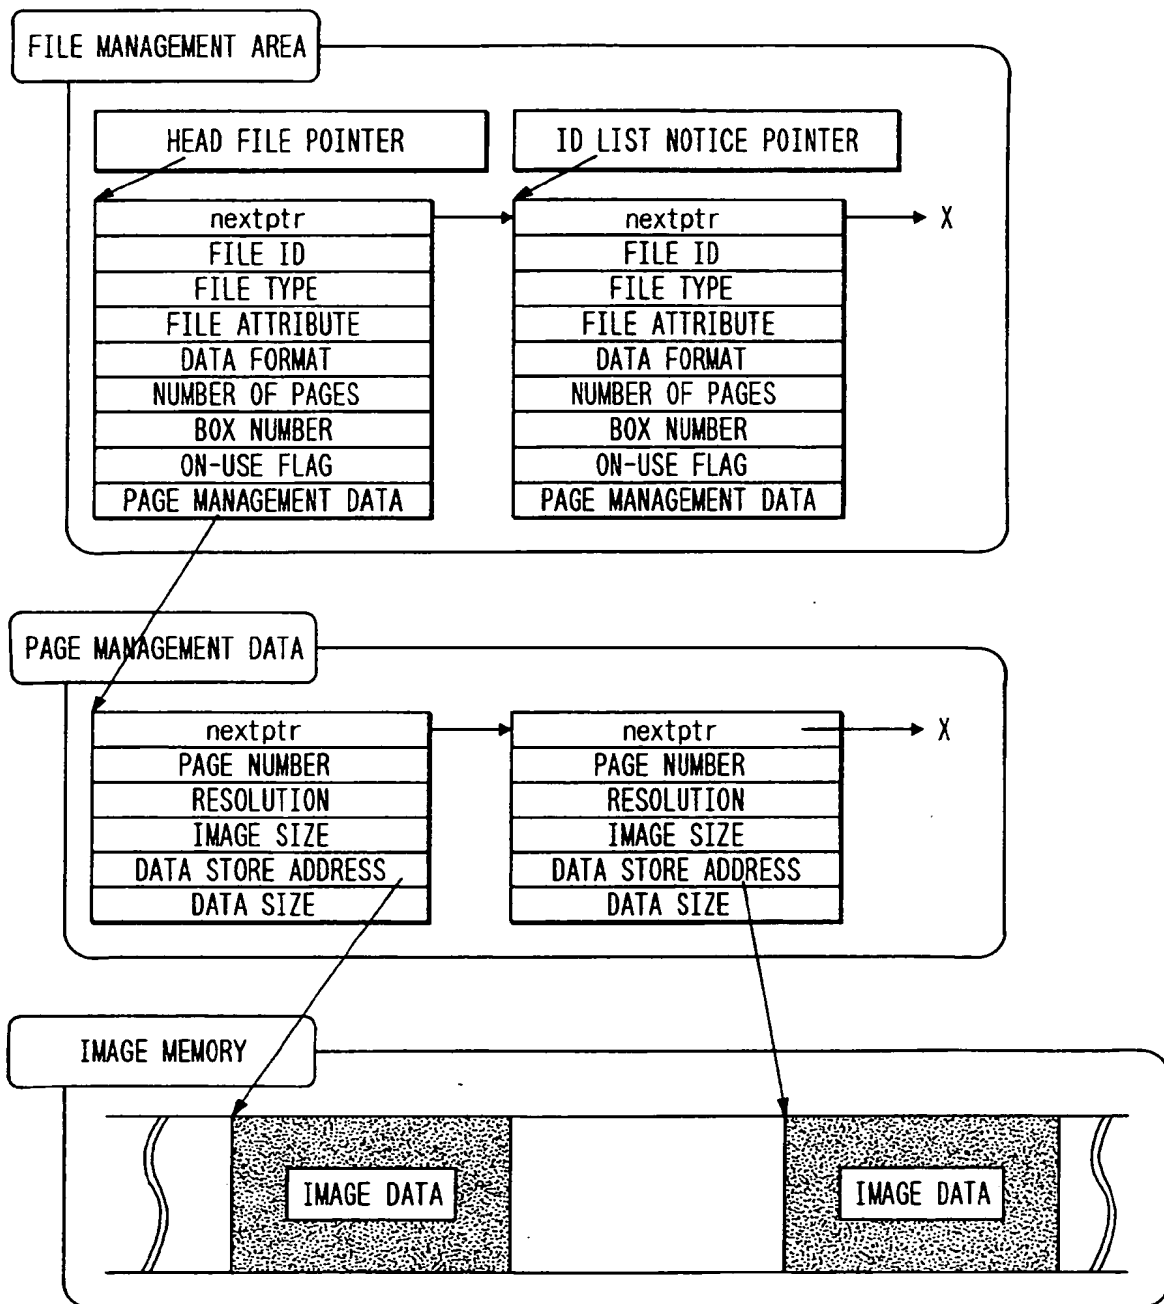 FILE MANAGEMENT AREA
HEAD FILE POINTER
ID LIST NOTICE POINTER
nextptr
FILE ID
FILE TYPE
FILE ATTRIBUTE
DATA FORMAT
NUMBER OF PAGES
BOX NUMBER
ON-USE FLAG
PAGE MANAGEMENT DATA
nextptr
FILE ID
FILE TYPE
FILE ATTRIBUTE
DATA FORMAT
NUMBER OF PAGES
BOX NUMBER
ON-USE FLAG
PAGE MANAGEMENT DATA
X
PAGE MANAGEMENT DATA
nextptr
PAGE NUMBER
RESOLUTION
IMAGE SIZE
DATA STORE ADDRESS
DATA SIZE
nextptr
PAGE NUMBER
RESOLUTION
IMAGE SIZE
DATA STORE ADDRESS
DATA SIZE
X
IMAGE MEMORY
IMAGE DATA
IMAGE DATA